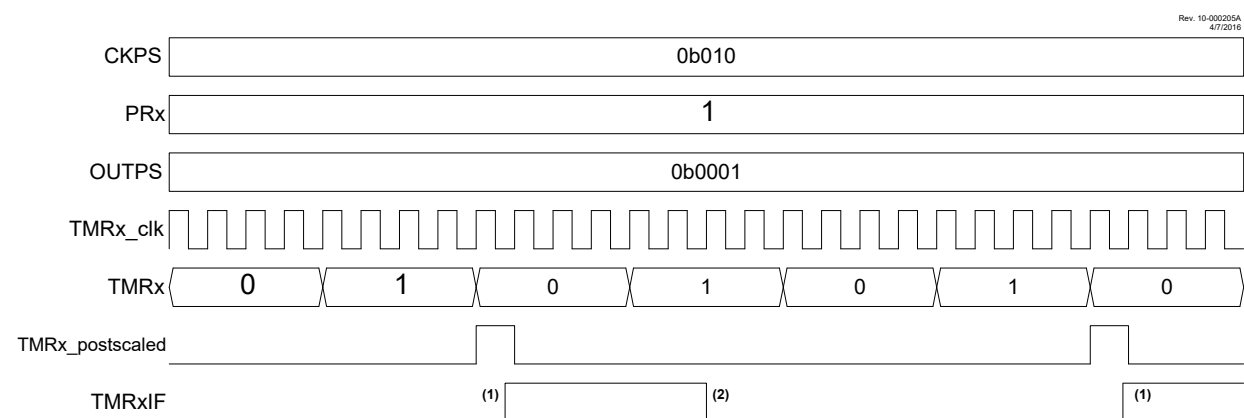 Rev. 10-000205A
4/7/2016
CKPS 0b010
PRx 1
OUTPS 0b0001
TMRx_clk
TMRx 0 1 0 1 0 1 0
TMRx_postscaled
TMRxIF (1) (2) (1)